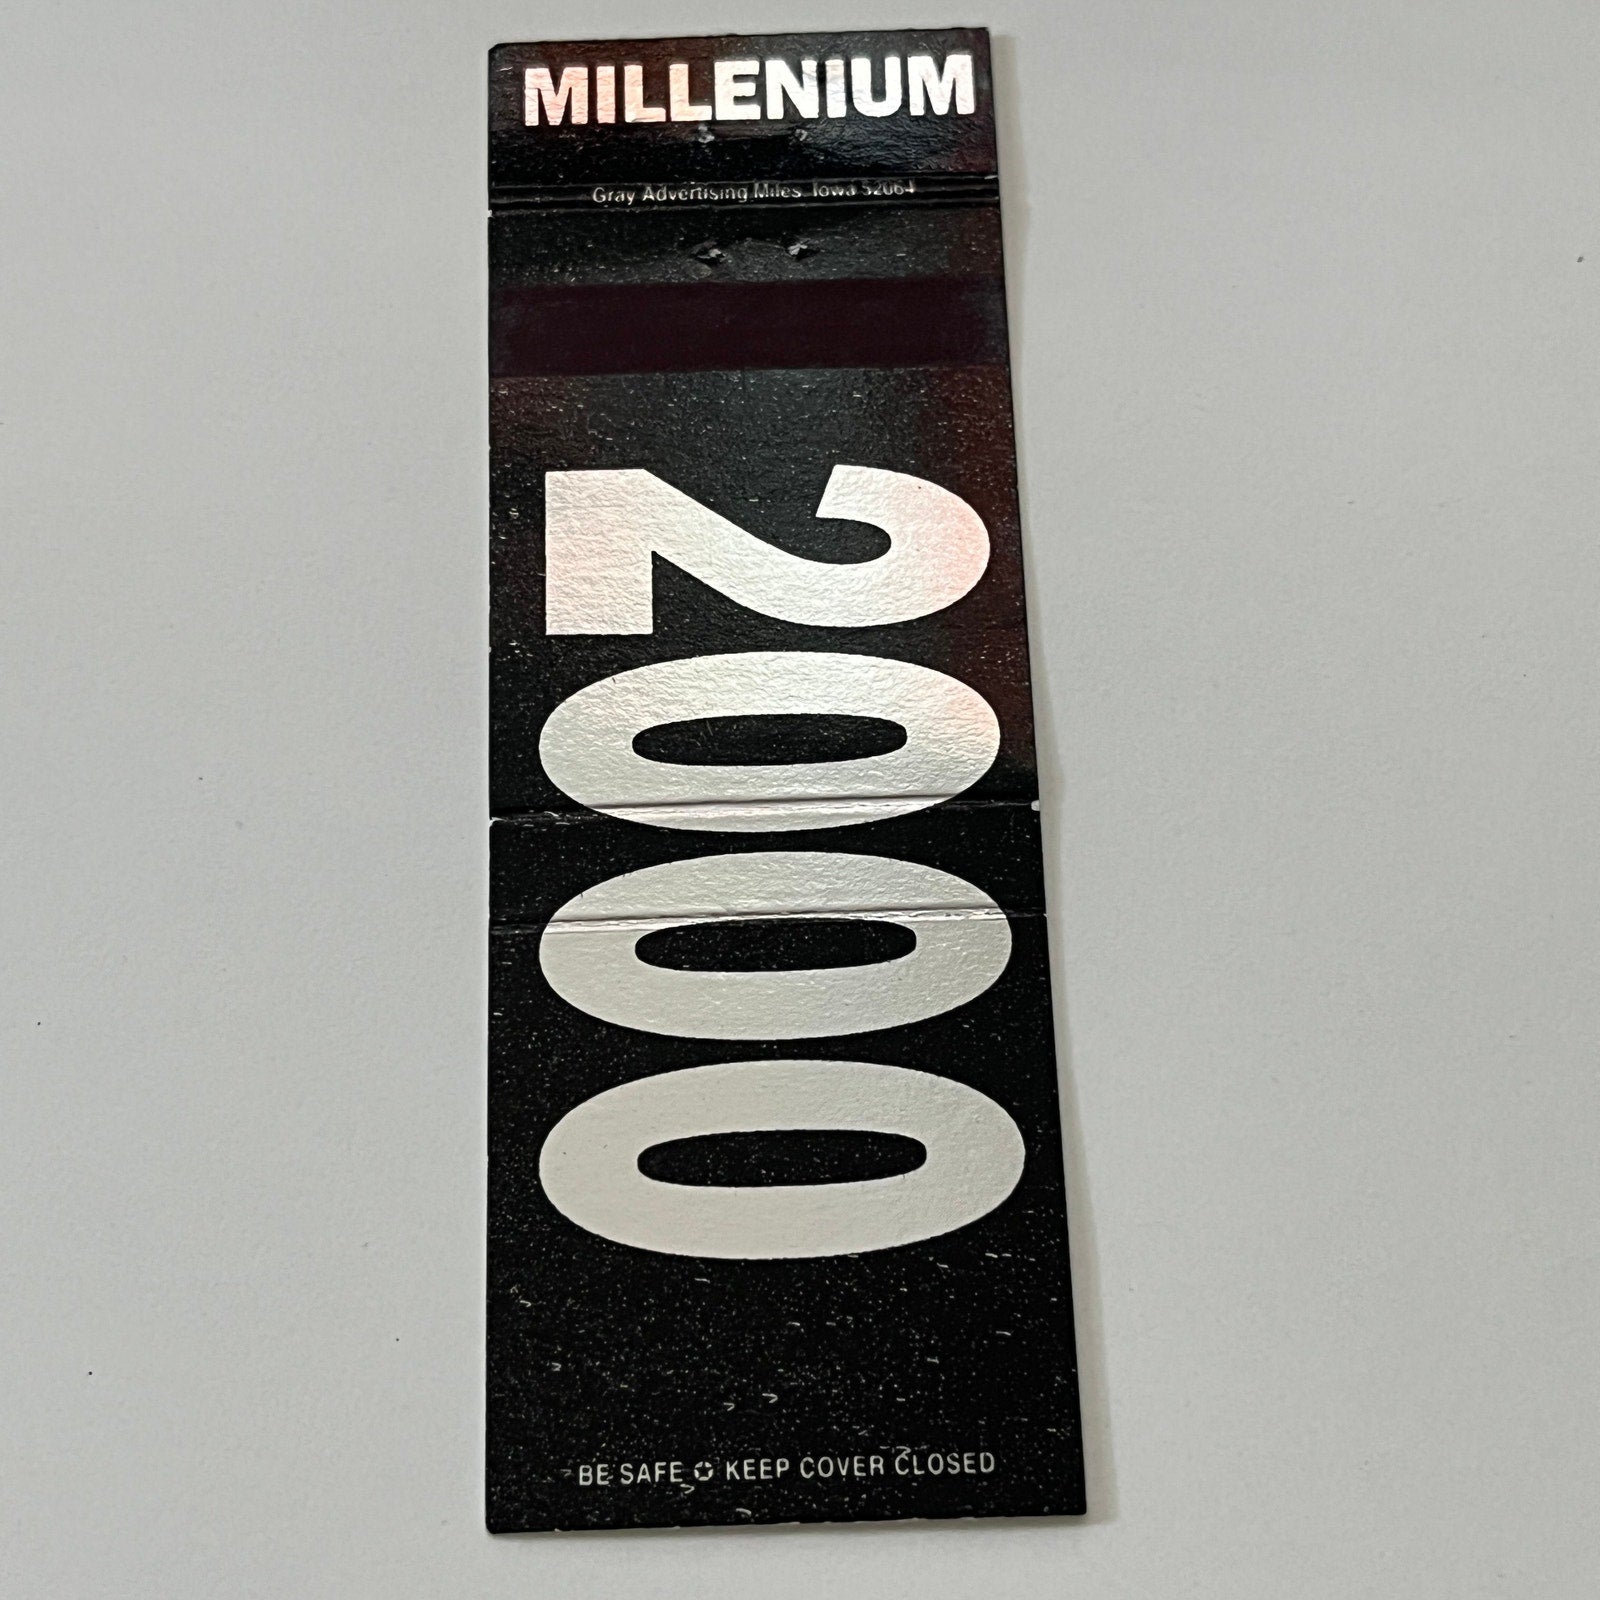 MILLENIUM
Gray Advertising Miles Iowa 52064
2000
BE SAFE ✪ KEEP COVER CLOSED